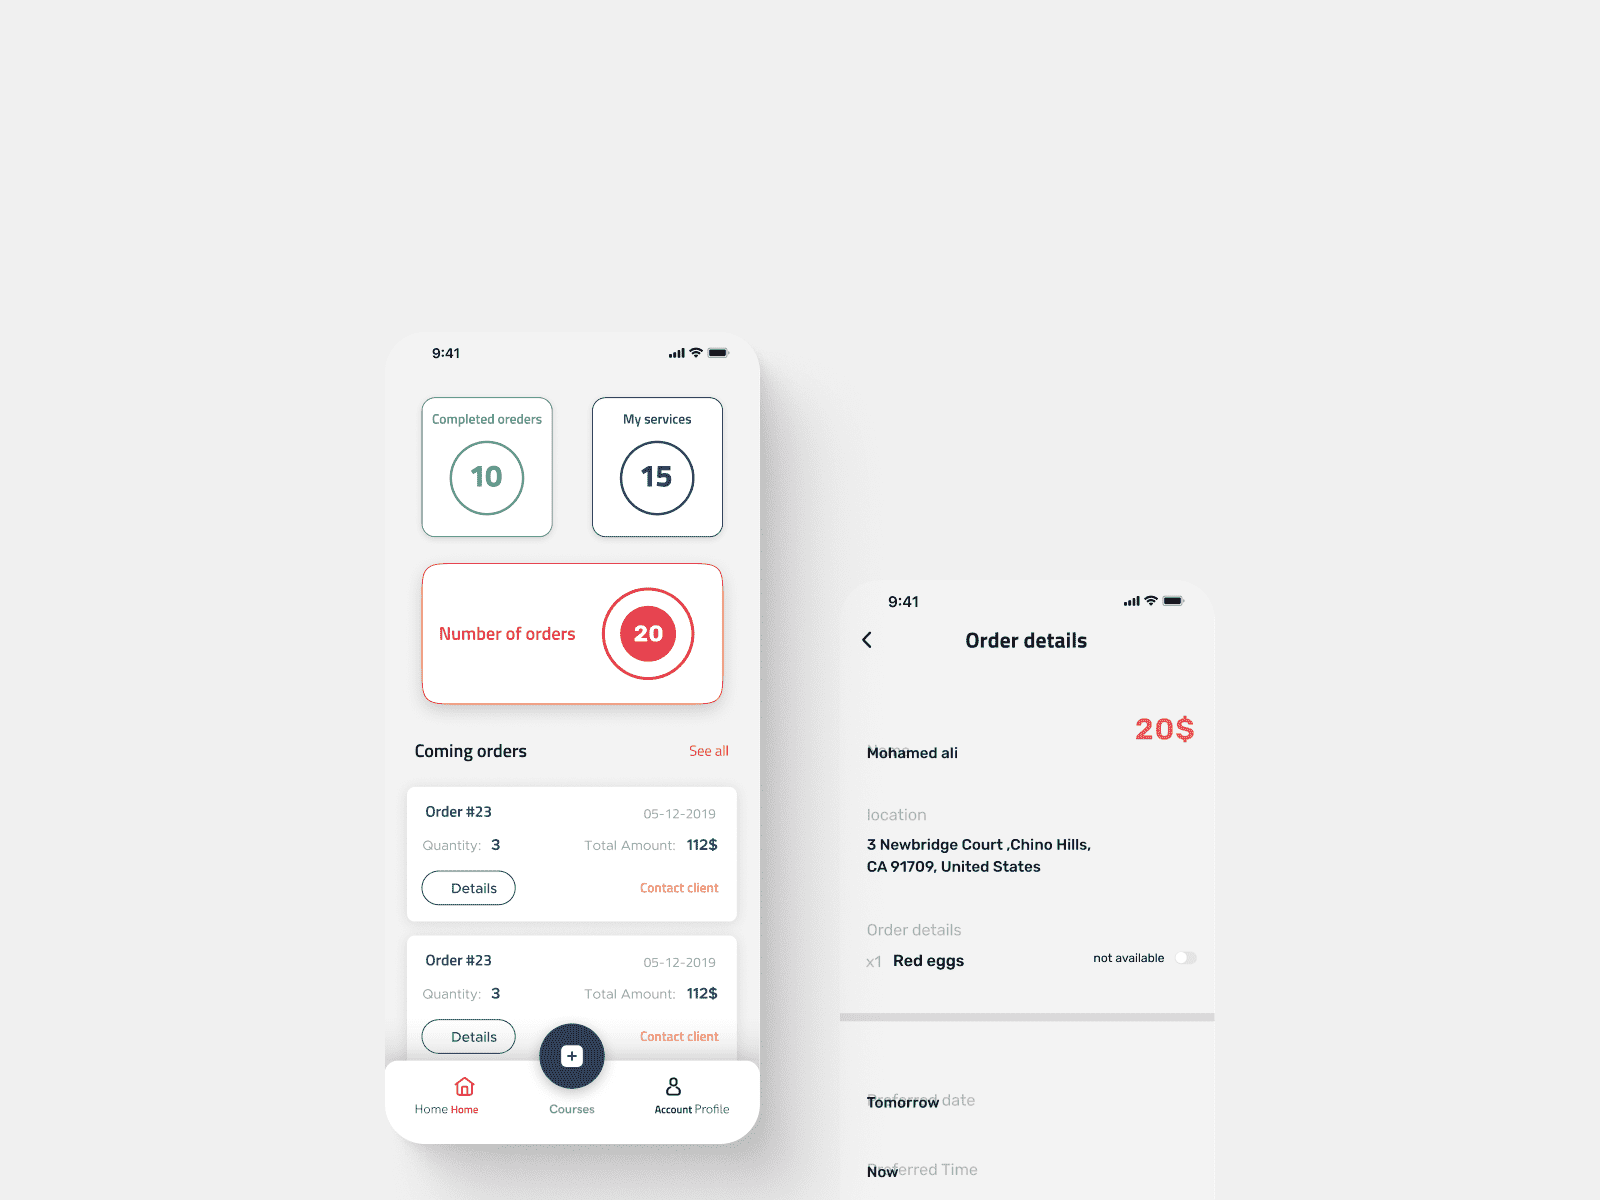 9:41
Completed oreders
10
My services
15
Number of orders
20
Coming orders
See all
Order #23
05-12-2019
Quantity: 3
Total Amount: 112$
Details
Contact client
Order #23
05-12-2019
Quantity: 3
Total Amount: 112$
Details
Contact client
Home Home
Courses
Account Profile
9:41
Order details
20$
Mohamed ali
location
3 Newbridge Court ,Chino Hills,
CA 91709, United States
Order details
x1 Red eggs
not available
Preferred date
Tomorrow
Preferred Time
Now